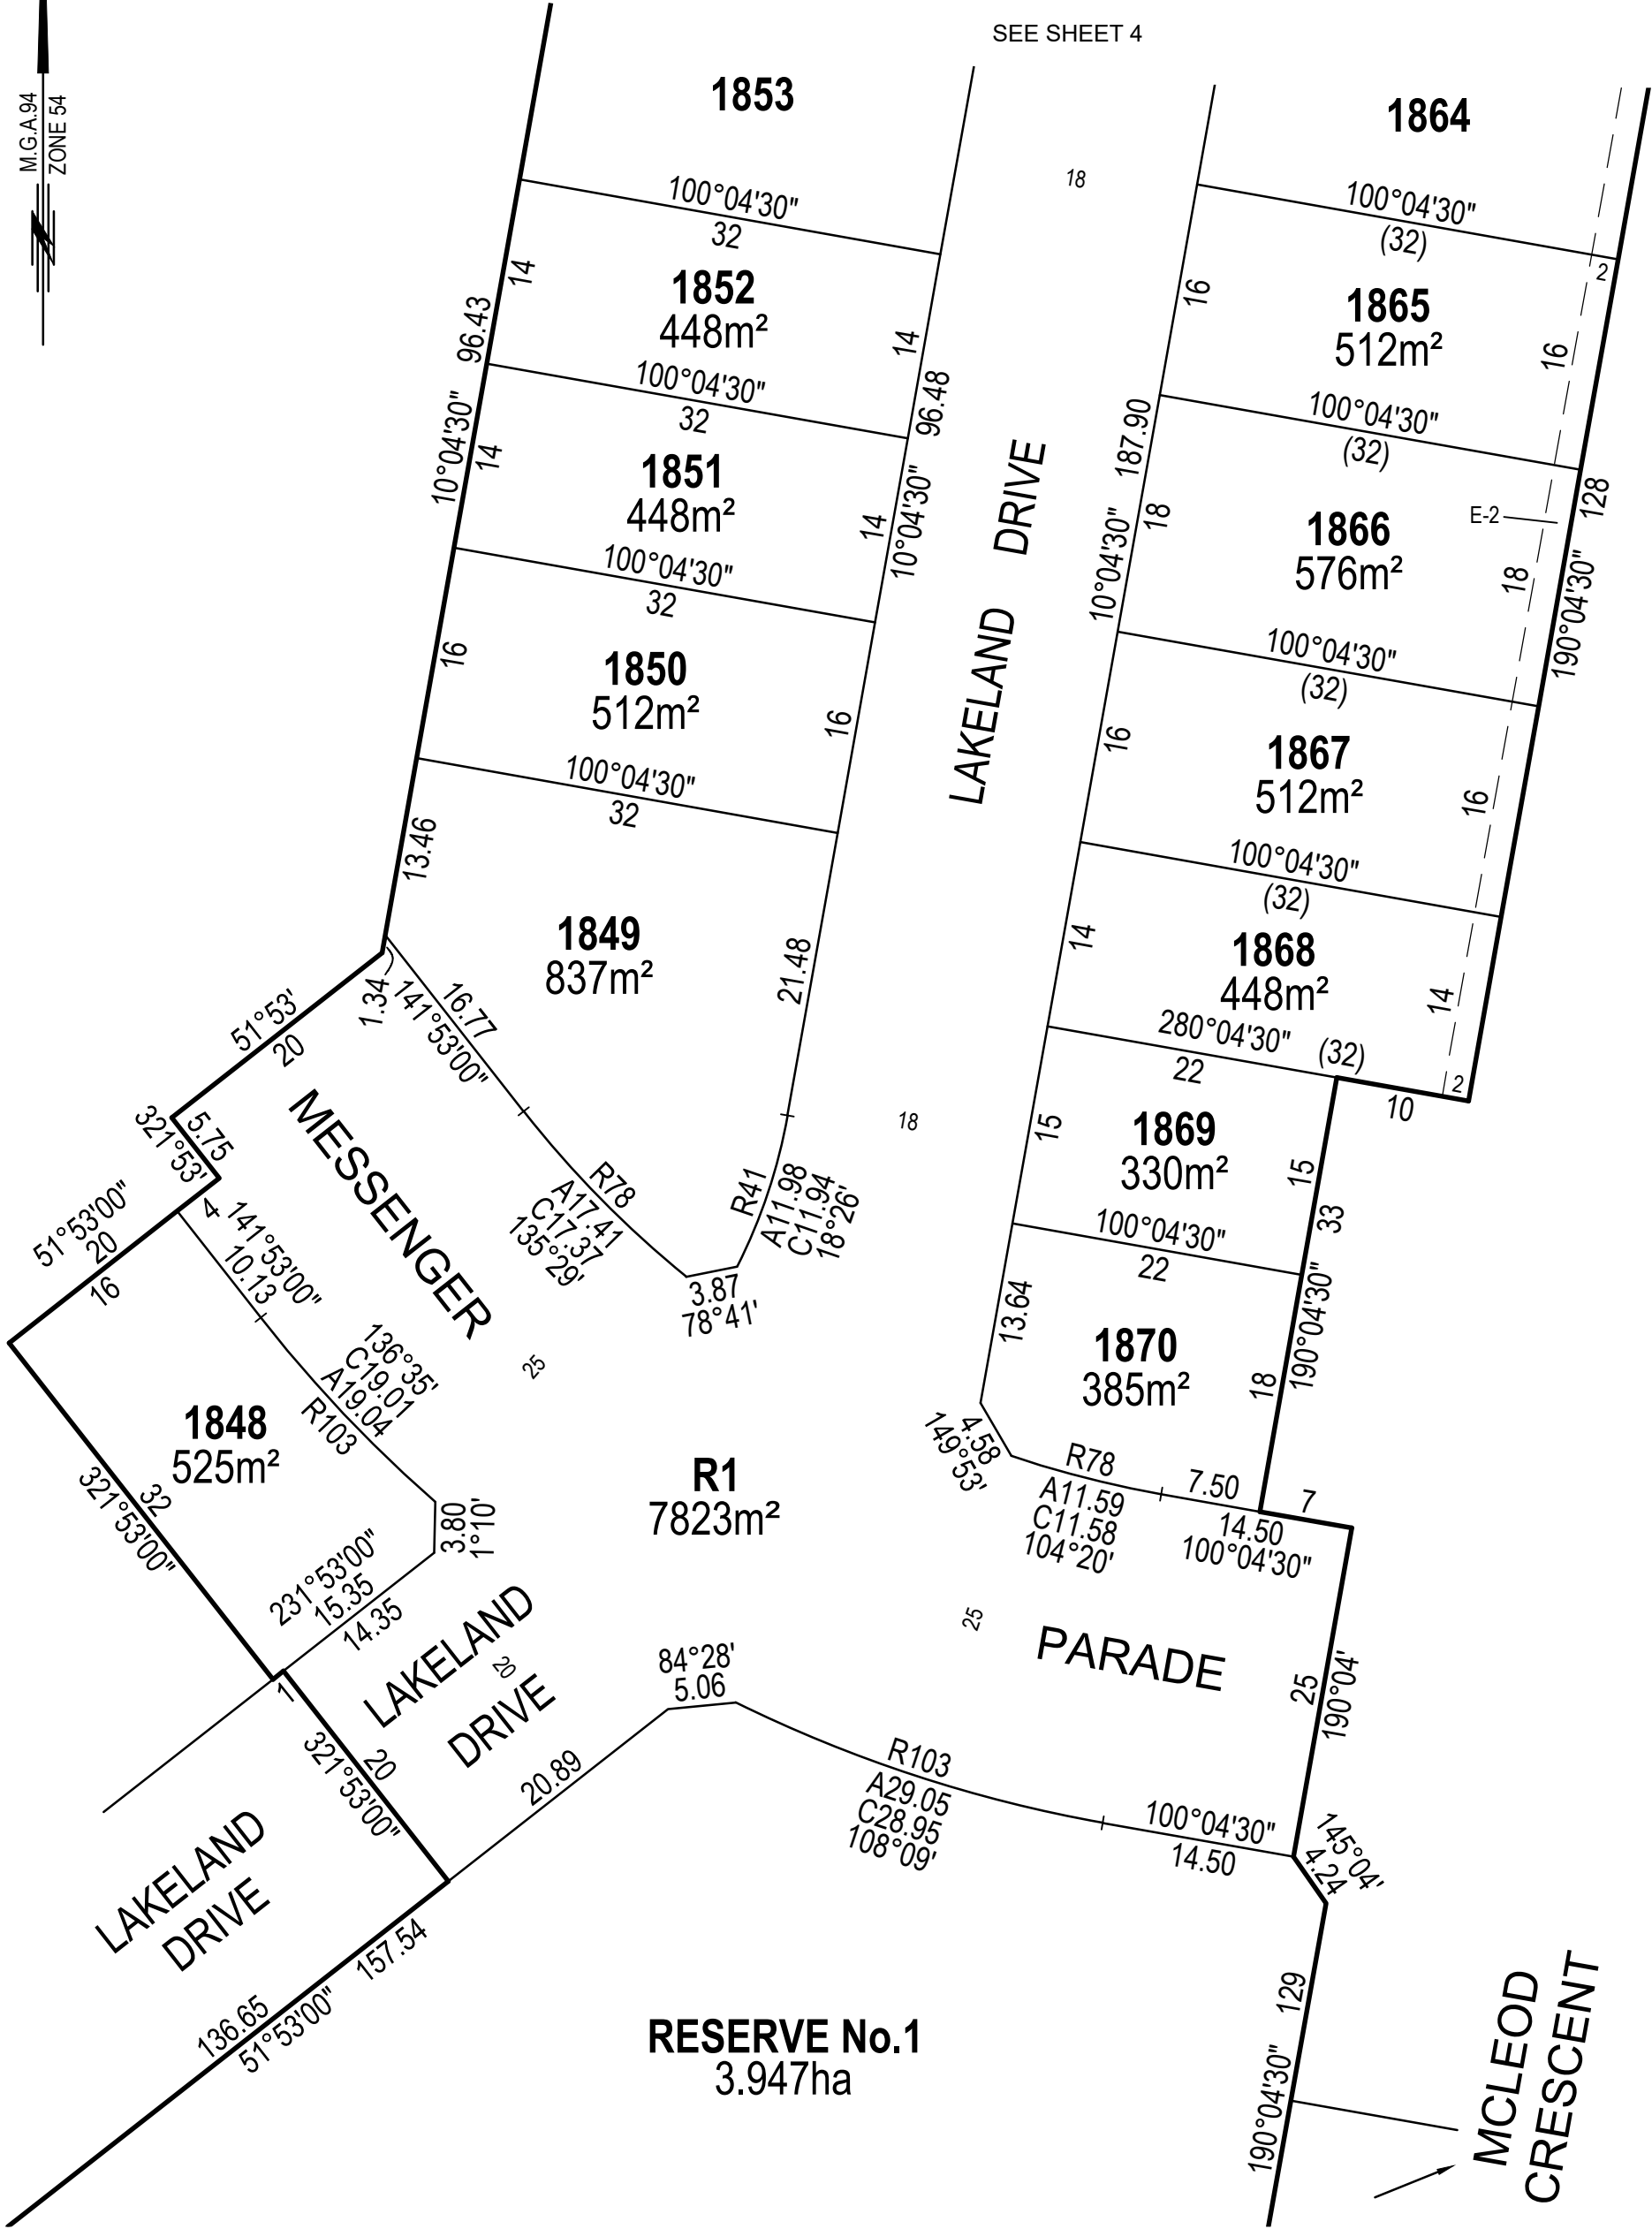 SEE SHEET 4
M.G.A.94
ZONE 54
1853
1864
18
100°04'30"
32
100°04'30"
(32)
2
14
1852
448m²
14
96.43
10°04'30"
96.48
10°04'30"
16
1865
512m²
16
100°04'30"
32
100°04'30"
(32)
14
1851
448m²
14
187.90
10°04'30"
18
E-2
1866
576m²
18
128
190°04'30"
100°04'30"
32
100°04'30"
(32)
16
1850
512m²
16
LAKELAND DRIVE
16
1867
512m²
16
100°04'30"
32
100°04'30"
(32)
13.46
1849
837m²
21.48
14
1868
448m²
14
280°04'30"
(32)
22
2
10
51°53'
20
1.34
16.77
141°53'00"
5.75
321°53'
MESSENGER
R78
A17.41
C17.37
135°29'
R41
A11.98
C11.94
18°26'
18
15
1869
330m²
15
33
190°04'30"
100°04'30"
22
51°53'00"
20
16
4
141°53'00"
10.13
3.87
78°41'
13.64
1870
385m²
18
136°35'
C19.01
A19.04
R103
25
1848
525m²
32
321°53'00"
3.80
1°10'
R1
7823m²
4.58
149°53'
R78
A11.59
C11.58
104°20'
7.50
7
14.50
100°04'30"
231°53'00"
15.35
14.35
LAKELAND
20
DRIVE
84°28'
5.06
25
PARADE
25
190°04'
1
321°53'00"
20
20.89
R103
A29.05
C28.95
108°09'
100°04'30"
14.50
145°04'
4.24
LAKELAND
DRIVE
157.54
136.65
51°53'00"
RESERVE No.1
3.947ha
129
190°04'30"
MCLEOD
CRESCENT